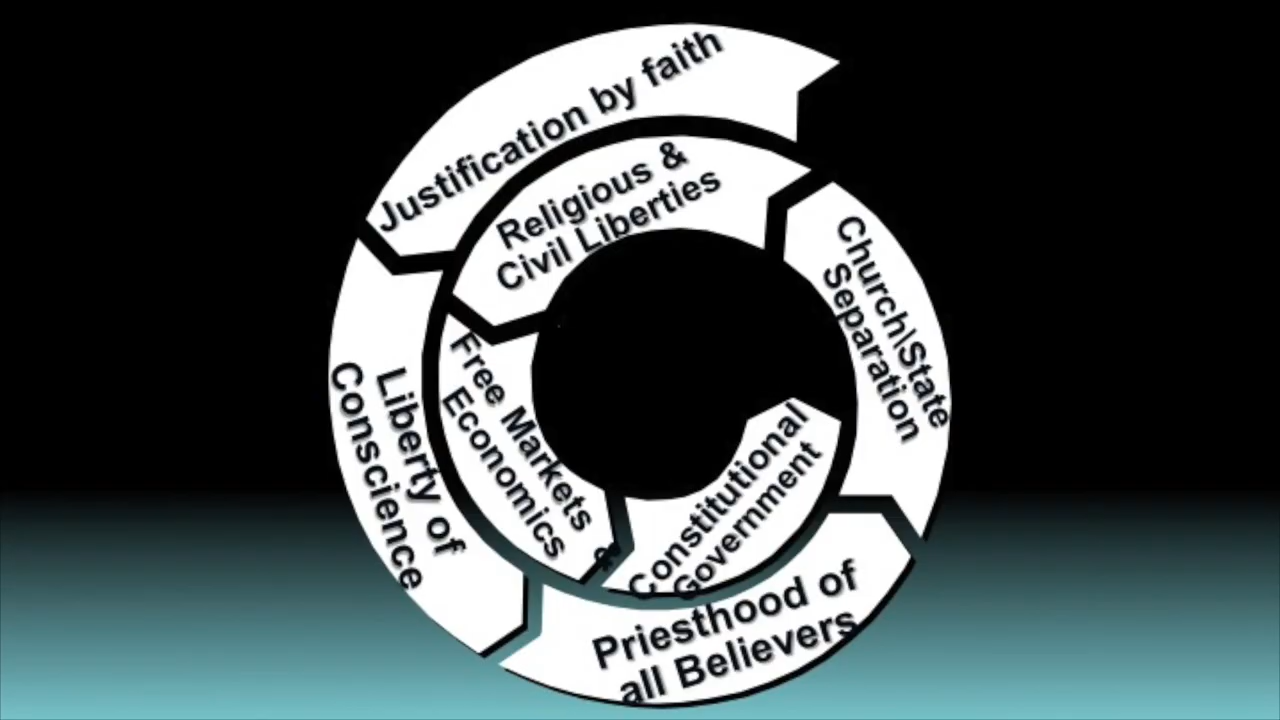 Justification by faith
Liberty of
Conscience
Priesthood of
all Believers
Church\State
Separation
Religious &
Civil Liberties
Free Markets &
Economics
Constitutional
Government